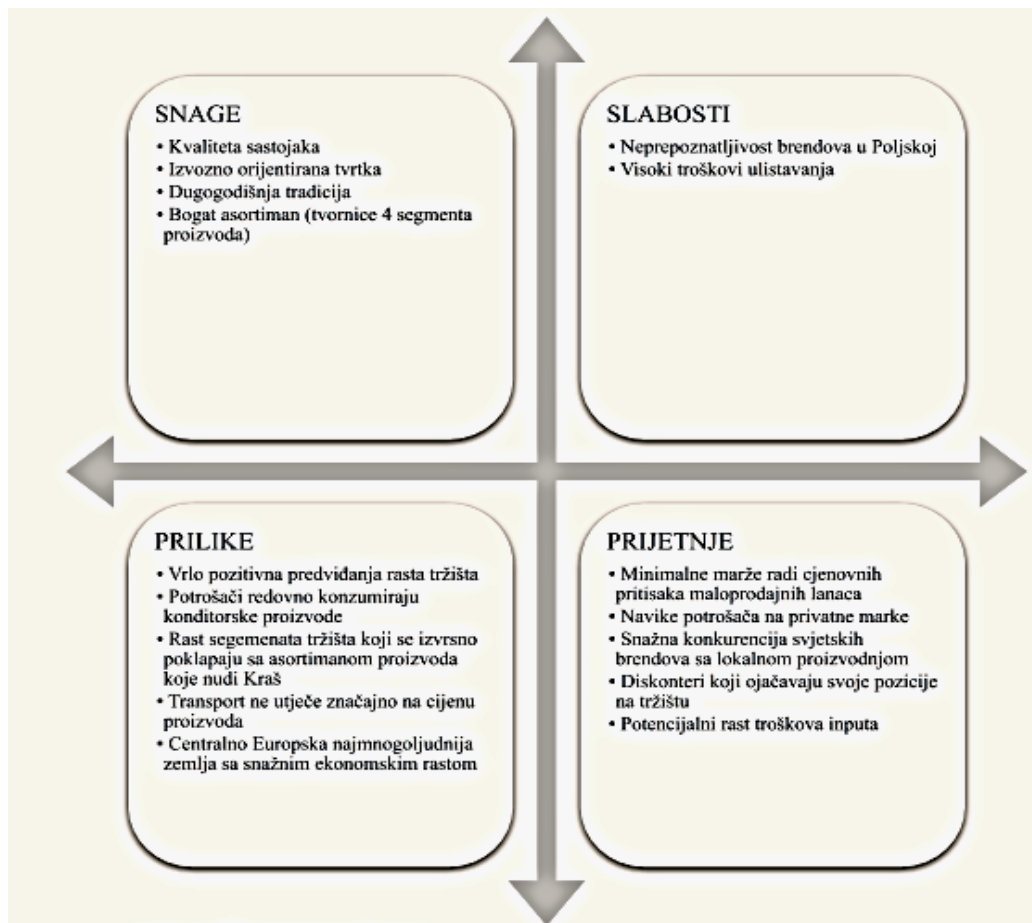 SNAGE
• Kvaliteta sastojaka
• Izvozno orijentirana tvrtka
• Dugogodišnja tradicija
• Bogat asortiman (tvornice 4 segmenta
proizvoda)
SLABOSTI
• Neprepoznatljivost brendova u Poljskoj
• Visoki troškovi ulistavanja
PRILIKE
• Vrlo pozitivna predviđanja rasta tržišta
• Potrošači redovno konzumiraju
konditorske proizvode
• Rast segemenata tržišta koji se izvrsno
poklapaju sa asortimanom proizvoda
koje nudi Kraš
• Transport ne utječe značajno na cijenu
proizvoda
• Centralno Europska najmnogoljudnija
zemlja sa snažnim ekonomskim rastom
PRIJETNJE
• Minimalne marže radi cjenovnih
pritisaka maloprodajnih lanaca
• Navike potrošača na privatne marke
• Snažna konkurencija svjetskih
brendova sa lokalnom proizvodnjom
• Diskonteri koji ojačavaju svoje pozicije
na tržištu
• Potencijalni rast troškova inputa